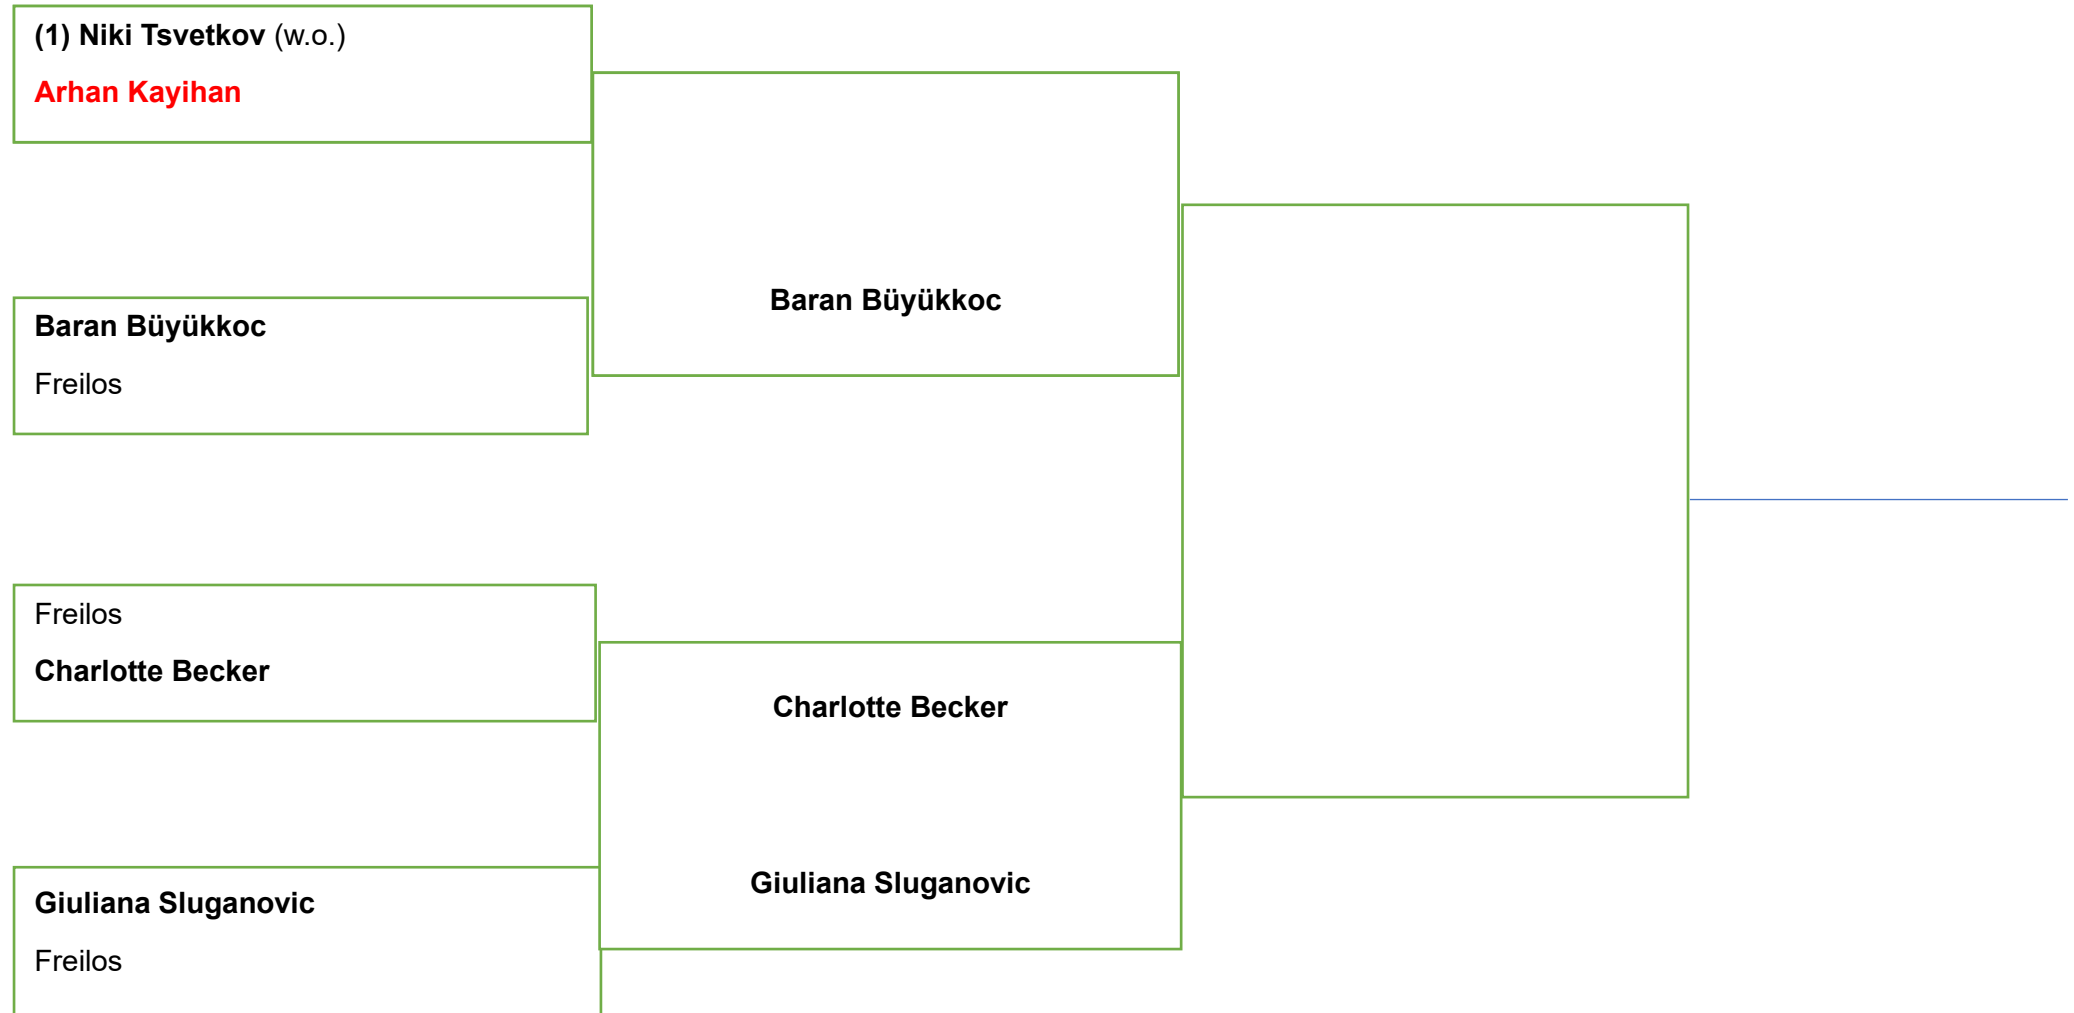 (1) Niki Tsvetkov (w.o.)
Arhan Kayihan
Baran Büyükkoc
Baran Büyükkoc
Freilos
Freilos
Charlotte Becker
Charlotte Becker
Giuliana Sluganovic
Giuliana Sluganovic
Freilos